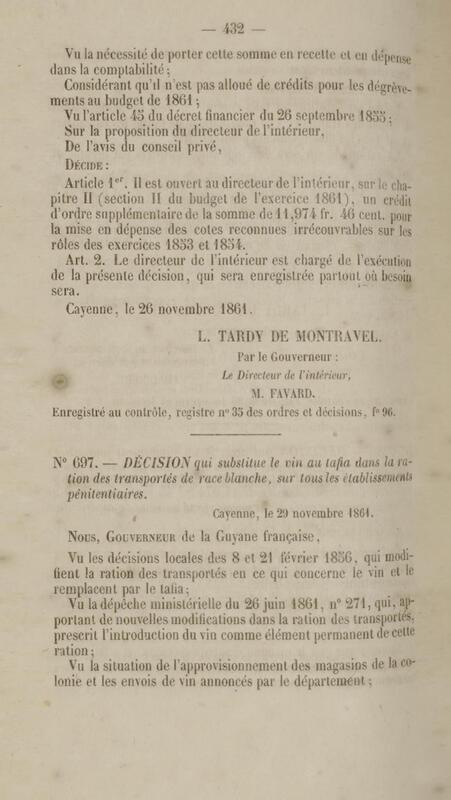 — 432 —
Vu la nécessité de porter cette somme en recette et en dépense
dans la comptabilité ;
Considérant qu'il n'est pas alloué de crédits pour les dégrève-
ments au budget de 1861 ;
Vu l'article 45 du décret financier du 26 septembre 1855 ;
Sur la proposition du directeur de l'intérieur,
De l'avis du conseil privé,
DÉCIDE :
Article 1er. Il est ouvert au directeur de l'intérieur, sur le cha-
pitre II (section II du budget de l'exercice 1861), un crédit
d'ordre supplémentaire de la somme de 11,974 fr. 46 cent. pour
la mise en dépense des cotes reconnues irrécouvrables sur les
rôles des exercices 1853 et 1854.
Art. 2. Le directeur de l'intérieur est chargé de l'exécution
de la présente décision, qui sera enregistrée partout où besoin
sera.
Cayenne, le 26 novembre 1861.
L. TARDY DE MONTRAVEL.
Par le Gouverneur :
Le Directeur de l'intérieur,
M. FAVARD.
Enregistré au contrôle, registre n° 35 des ordres et décisions, f° 96.
N° 697. — DÉCISION qui substitue le vin au tafia dans la ra-
tion des transportés de race blanche, sur tous les établissements
pénitentiaires.
Cayenne, le 29 novembre 1861.
NOUS, GOUVERNEUR de la Guyane française,
Vu les décisions locales des 8 et 21 février 1856, qui modi-
fient la ration des transportés en ce qui concerne le vin et le
remplacent par le tafia ;
Vu la dépêche ministérielle du 26 juin 1861, n° 271, qui, ap-
portant de nouvelles modifications dans la ration des transportés,
prescrit l'introduction du vin comme élément permanent de cette
ration ;
Vu la situation de l'approvisionnement des magasins de la co-
lonie et les envois de vin annoncés par le département ;